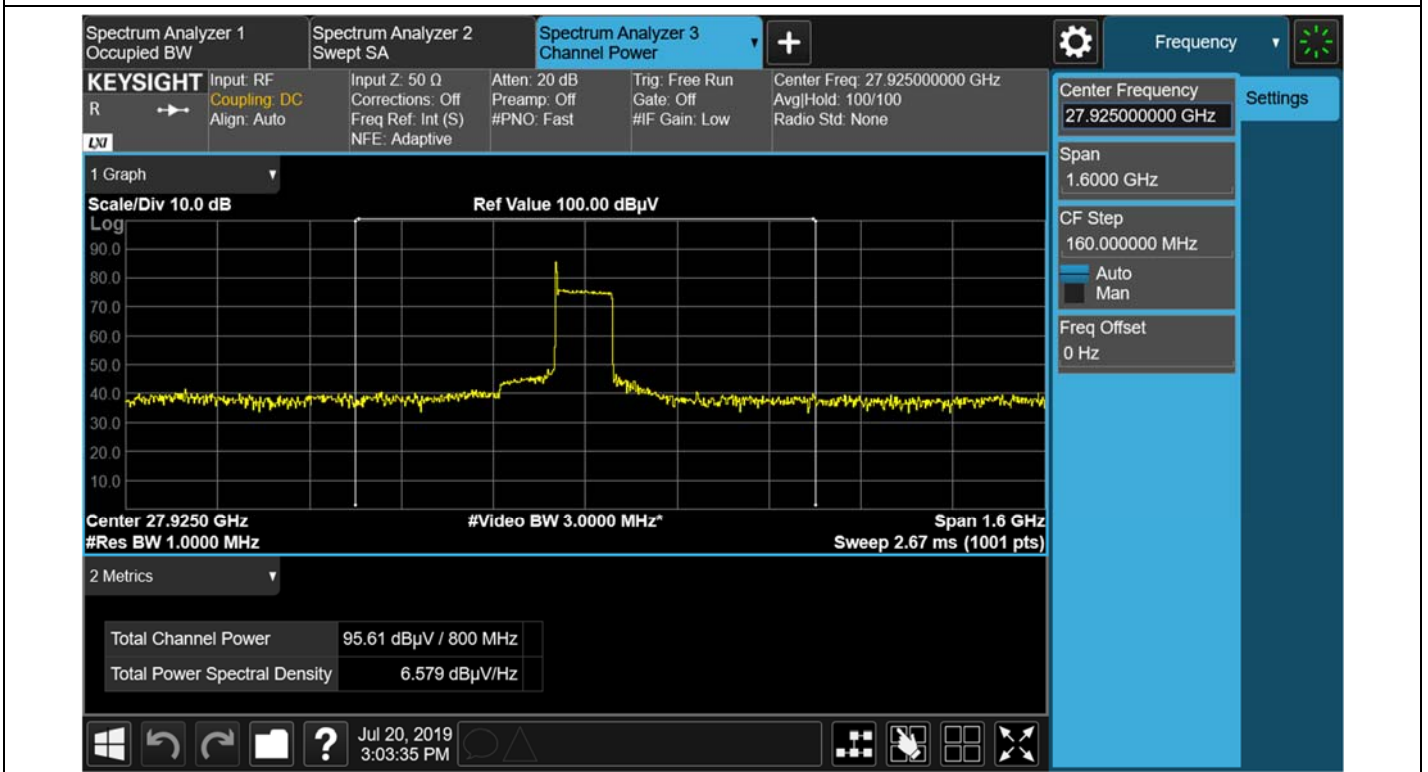 Spectrum Analyzer 1
Occupied BW
Spectrum Analyzer 2
Swept SA
Spectrum Analyzer 3
Channel Power
Frequency
KEYSIGHT
R
LXI
Input: RF
Coupling: DC
Align: Auto
Input Z: 50 Ω
Corrections: Off
Freq Ref: Int (S)
NFE: Adaptive
Atten: 20 dB
Preamp: Off
#PNO: Fast
Trig: Free Run
Gate: Off
#IF Gain: Low
Center Freq: 27.925000000 GHz
Avg|Hold: 100/100
Radio Std: None
Center Frequency
27.925000000 GHz
Settings
Span
1.6000 GHz
CF Step
160.000000 MHz
Auto
Man
Freq Offset
0 Hz
1 Graph
Scale/Div 10.0 dB
Ref Value 100.00 dBµV
Log
90.0
80.0
70.0
60.0
50.0
40.0
30.0
20.0
10.0
Center 27.9250 GHz
#Video BW 3.0000 MHz*
Span 1.6 GHz
#Res BW 1.0000 MHz
Sweep 2.67 ms (1001 pts)
2 Metrics
Total Channel Power 95.61 dBµV / 800 MHz
Total Power Spectral Density 6.579 dBµV/Hz
?
Jul 20, 2019
3:03:35 PM